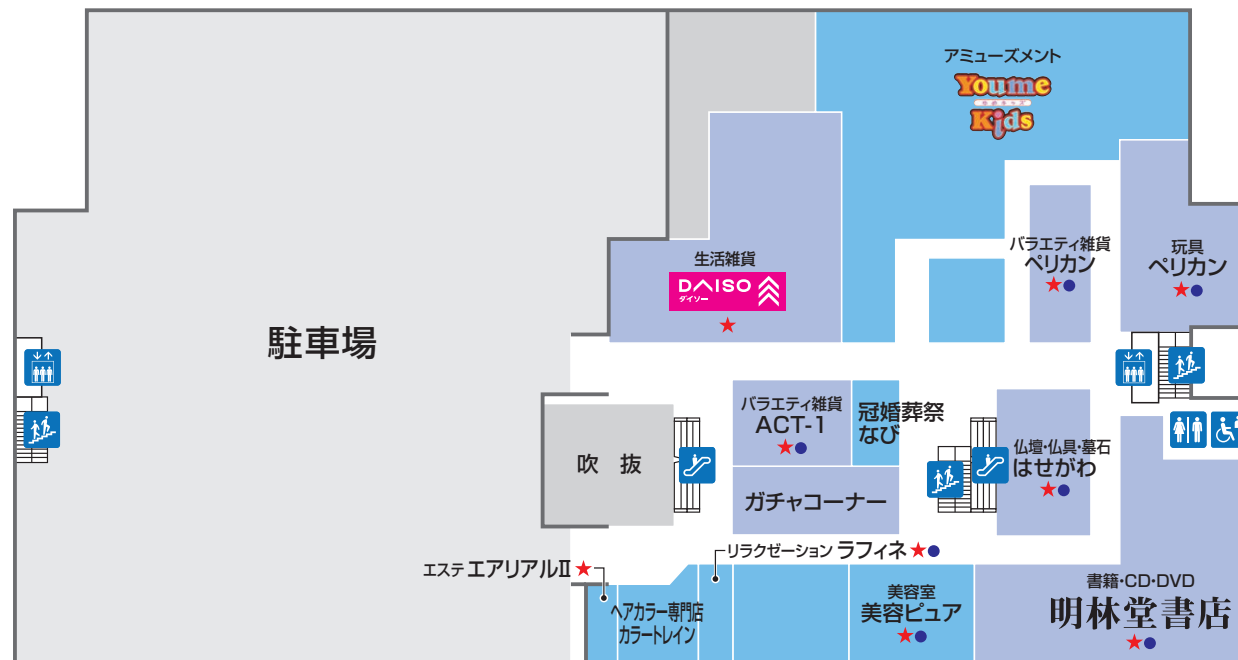 アミューズメント
Youme
ゆめキッズ
Kids
バラエティ雑貨
ペリカン
玩具
ペリカン
生活雑貨
DAISO
ダイソー
駐車場
バラエティ雑貨
ACT-1
冠婚葬祭
なび
仏壇・仏具・墓石
はせがわ
吹 抜
ガチャコーナー
リラクゼーション ラフィネ
エステ エアリアルⅡ
ヘアカラー専門店
カラートレイン
美容室
美容ピュア
書籍・CD・DVD
明林堂書店